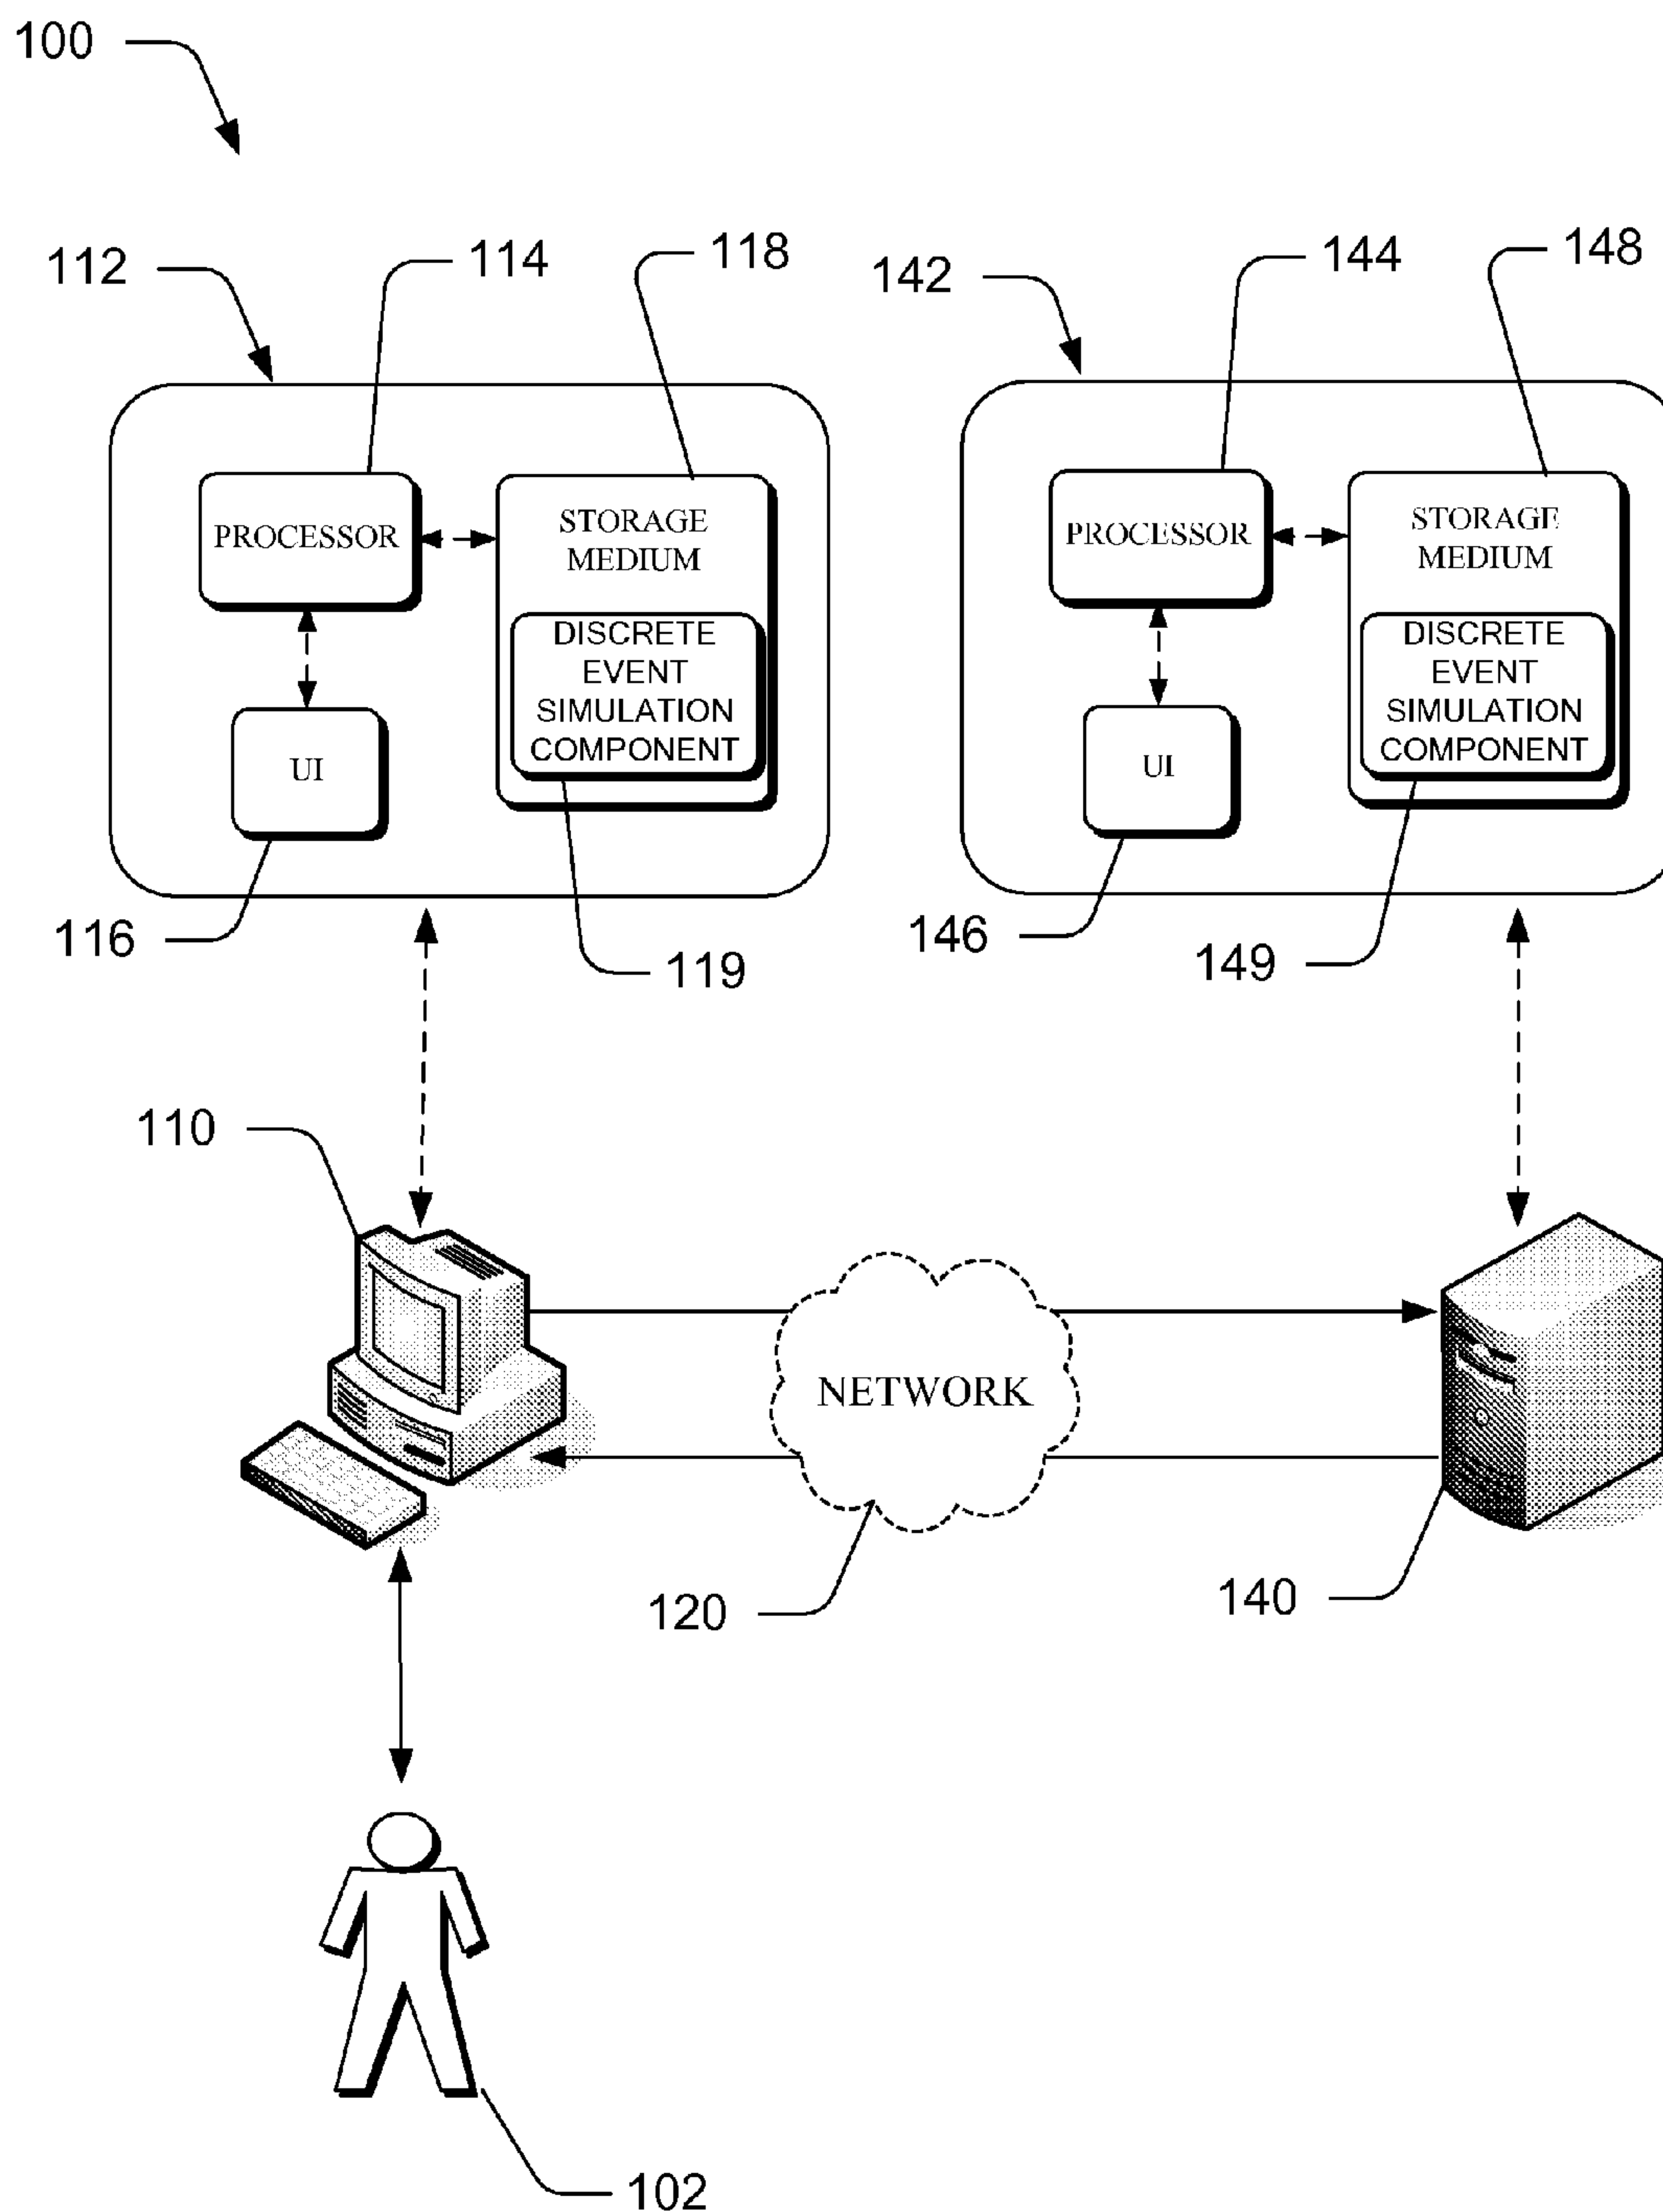 100
112
114
118
142
144
148
PROCESSOR
STORAGE
MEDIUM
DISCRETE
EVENT
SIMULATION
COMPONENT
UI
116
119
PROCESSOR
STORAGE
MEDIUM
DISCRETE
EVENT
SIMULATION
COMPONENT
UI
146
149
110
NETWORK
120
140
102